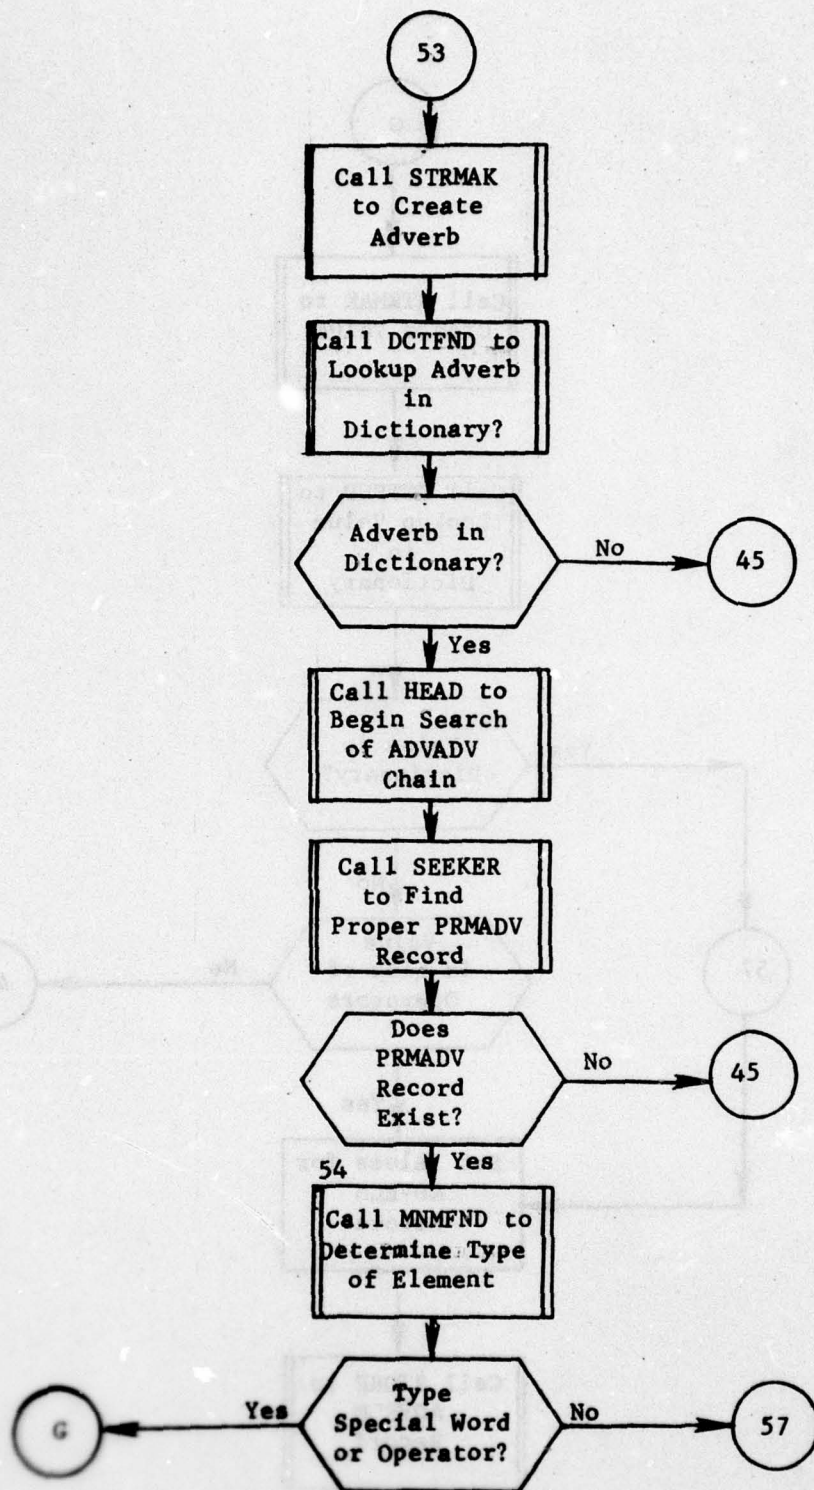 53
Call STRMAK
to Create
Adverb
Call DCTFND to
Lookup Adverb
in
Dictionary?
Adverb in
Dictionary?
No
45
Yes
Call HEAD to
Begin Search
of ADVADV
Chain
Call SEEKER
to Find
Proper PRMADV
Record
Does
PRMADV
Record
Exist?
No
45
Yes
54
Call MNMFND to
Determine Type
of Element
Type
Special Word
or Operator?
Yes
G
No
57